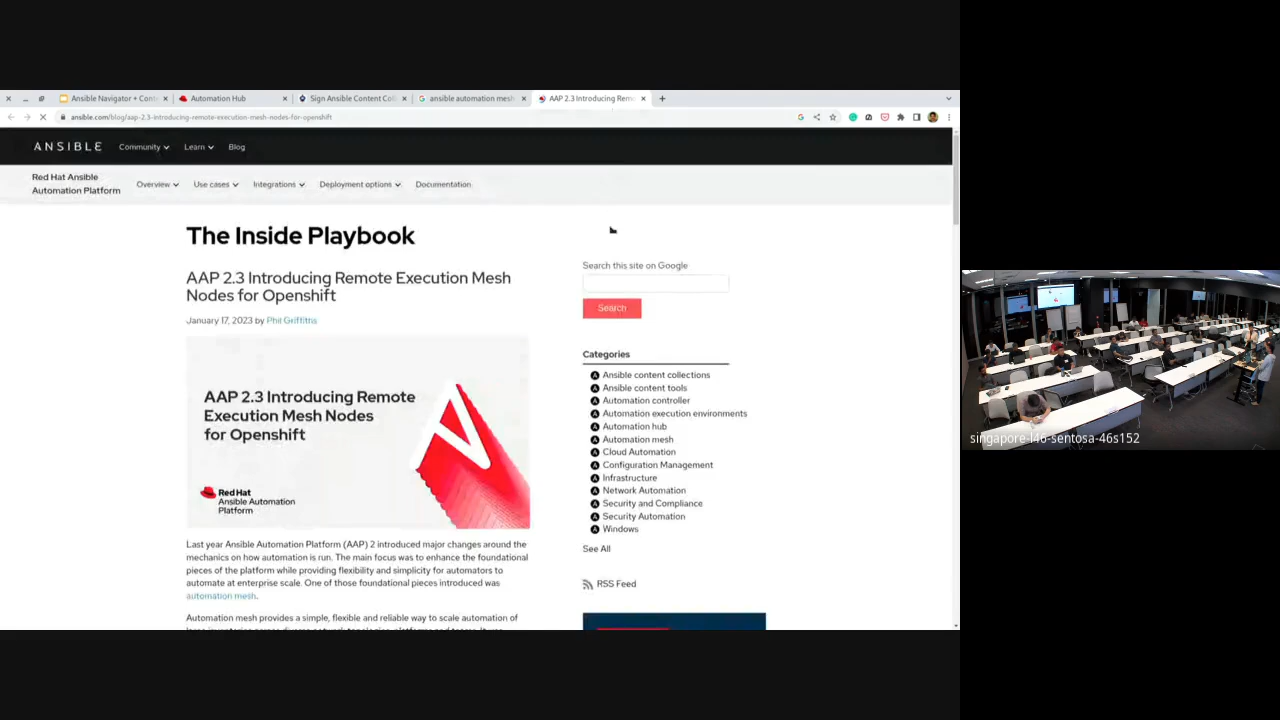 Ansible Navigator + Conte
Automation Hub
Sign Ansible Content Coll
ansible automation mesh
AAP 2.3 Introducing Rem
ansible.com/blog/aap-2.3-introducing-remote-execution-mesh-nodes-for-openshift
ANSIBLE
Community
Learn
Blog
Red Hat Ansible
Automation Platform
Overview
Use cases
Integrations
Deployment options
Documentation
The Inside Playbook
AAP 2.3 Introducing Remote Execution Mesh
Nodes for Openshift
January 17, 2023 by Phil Griffiths
AAP 2.3 Introducing Remote
Execution Mesh Nodes
for Openshift
Red Hat
Ansible Automation
Platform
Last year Ansible Automation Platform (AAP) 2 introduced major changes around the
mechanics on how automation is run. The main focus was to enhance the foundational
pieces of the platform while providing flexibility and simplicity for automators to
automate at enterprise scale. One of those foundational pieces introduced was
automation mesh.
Automation mesh provides a simple, flexible and reliable way to scale automation of
Search this site on Google
Search
Categories
Ansible content collections
Ansible content tools
Automation controller
Automation execution environments
Automation hub
Automation mesh
Cloud Automation
Configuration Management
Infrastructure
Network Automation
Security and Compliance
Security Automation
Windows
See All
RSS Feed
singapore-l46-sentosa-46s152